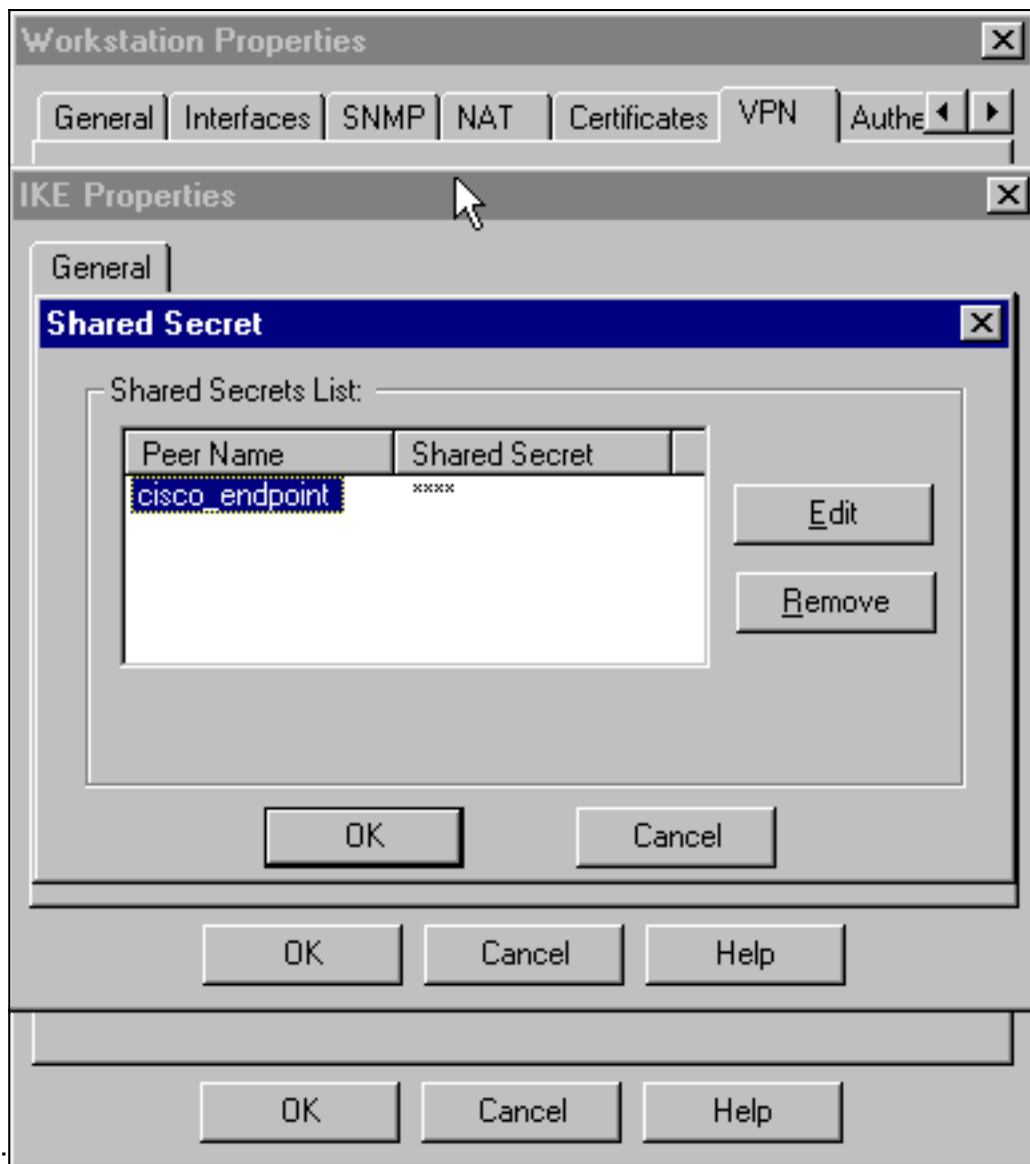 Workstation Properties
General Interfaces SNMP NAT Certificates VPN
IKE Properties
General
Shared Secret
Shared Secrets List:
Peer Name Shared Secret
cisco_endpoint ****
Edit
Remove
OK Cancel
OK Cancel Help
OK Cancel Help
.